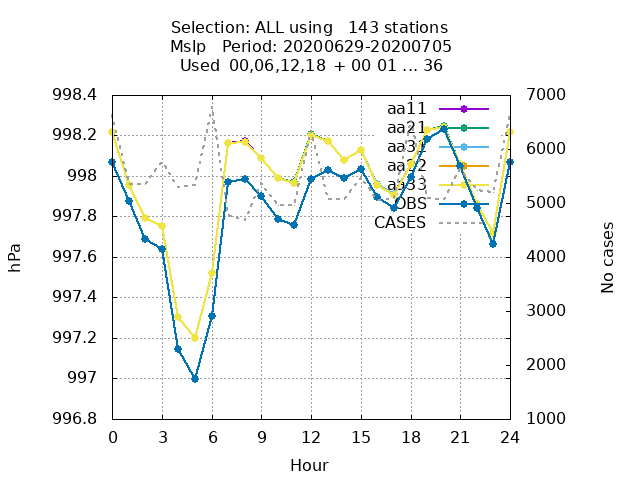 Selection: ALL using   143 stations
Mslp   Period: 20200629-20200705
Used  00,06,12,18  + 00 01 ... 36
998.4
998.2
998
997.8
997.6
997.4
997.2
997
996.8
hPa
7000
6000
5000
4000
3000
2000
1000
No cases
aa11
aa21
aa31
aa32
aa33
OBS
CASES
0 3 6 9 12 15 18 21 24
Hour